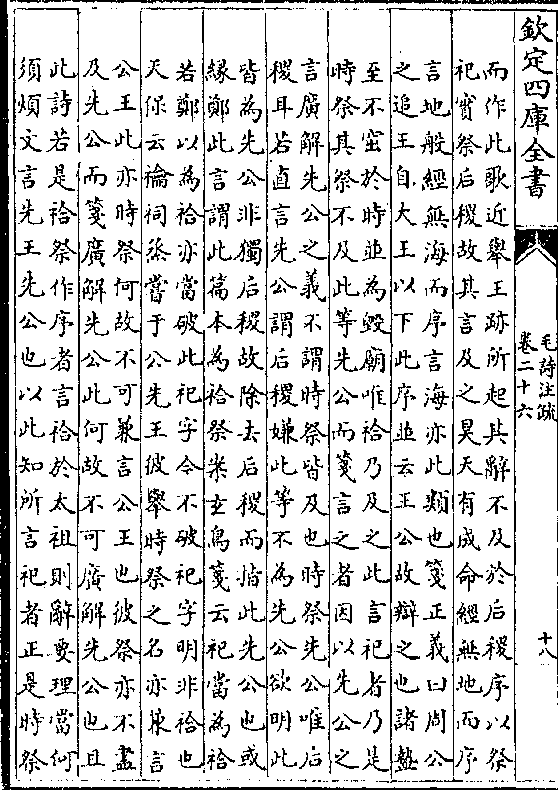 欽定四庫全書
毛詩注疏
卷二十六
十八
而作此歌近舉王跡所起其辭不及於后稷序以祭
祀實祭后稷故其言及之昊天有成命經無地而序
言地般經無海而序言海亦此類也箋正義曰周公
之追王自大王以下此序並云王公故辯之也諸盩
至不窋於時並為毀廟唯祫乃及之此言祀者乃是
時祭其祭不及此等先公而箋言之者因以先公之
言廣解先公之義不謂時祭皆及也時祭先公唯后
稷耳若直言先公謂后稷嫌此等不為先公欲明此
皆為先公非獨后稷故除去后稷而指此先公也或
緣鄭此言謂此篇本為祫祭案玄鳥箋云祀當為祫
若鄭以為祫亦當破此祀字今不破祀字明非祫也
天保云禴祠烝嘗于公先王彼舉時祭之名亦兼言
公王此亦時祭何故不可兼言公王也彼祭亦不盡
及先公而箋廣解先公此何故不可廣解先公也且
此詩若是祫祭作序者言祫於太祖則辭要理當何
須煩文言先王先公也以此知所言祀者正是時祭